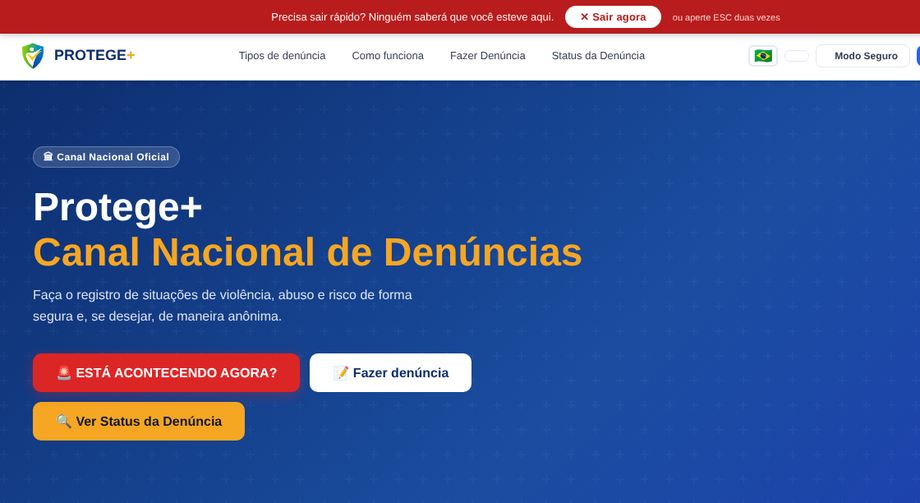 Precisa sair rápido? Ninguém saberá que você esteve aqui. ✕ Sair agora ou aperte ESC duas vezes
PROTEGE+ Tipos de denúncia Como funciona Fazer Denúncia Status da Denúncia Modo Seguro
🏛 Canal Nacional Oficial
Protege+
Canal Nacional de Denúncias
Faça o registro de situações de violência, abuso e risco de forma
segura e, se desejar, de maneira anônima.
🚨 ESTÁ ACONTECENDO AGORA? 📝 Fazer denúncia
🔍 Ver Status da Denúncia